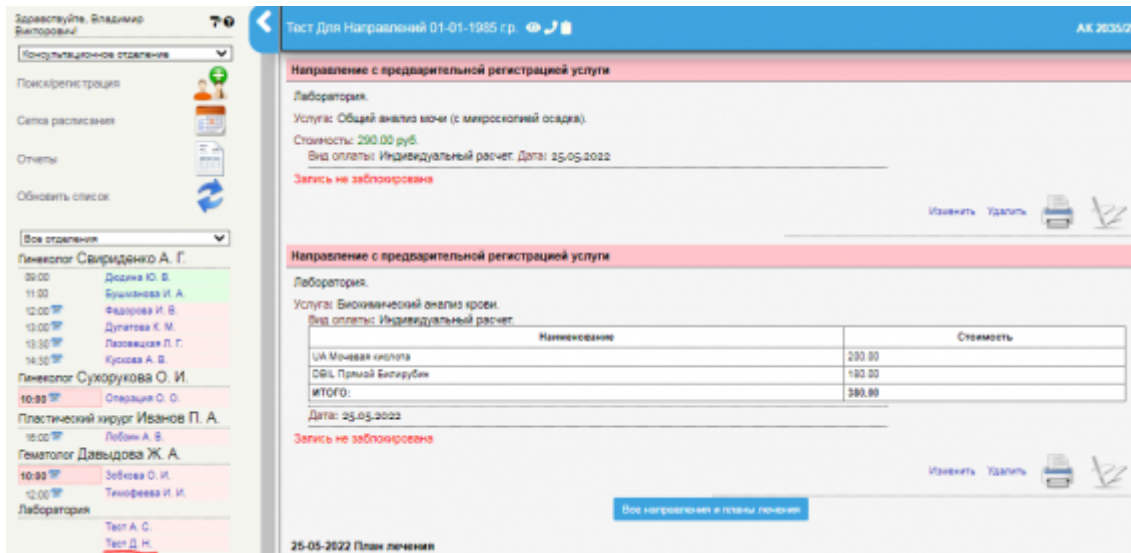 Здравствуйте, Владимир
Викторович!
Консультационное отделение
Поиск/регистрация
Сетка расписания
Отчеты
Обновить список
Все отделения
Гинеколог Свириденко А. Г.
09:00 Дюдина Ю. В.
11:00 Бушманова И. А.
12:00 Федорова И. В.
13:00 Дулатова К. М.
13:30 Лазовецкая Л. Г.
14:30 Кускова А. В.
Гинеколог Сухорукова О. И.
10:00 Операция О. О.
Пластический хирург Иванов П. А.
16:00 Лобзин А. В.
Гематолог Давыдова Ж. А.
10:00 Зобкова О. И.
12:00 Тимофеева И. И.
Лаборатория
Тест А. С.
Тест Д. Н.
Тест Для Направлений 01-01-1985 г.р.
АК 2035/2
Направление с предварительной регистрацией услуги
Лаборатория.
Услуга: Общий анализ мочи (с микроскопией осадка).
Стоимость: 290.00 руб.
Вид оплаты: Индивидуальный расчет. Дата: 25.05.2022
Запись не заблокирована
Изменить Удалить
Направление с предварительной регистрацией услуги
Лаборатория.
Услуга: Биохимический анализ крови.
Вид оплаты: Индивидуальный расчет.
Наименование Стоимость
UA Мочевая кислота 200.00
DBIL Прямой Билирубин 180.00
ИТОГО: 380.00
Дата: 25.05.2022
Запись не заблокирована
Изменить Удалить
Все направления и планы лечения
25-05-2022 План лечения